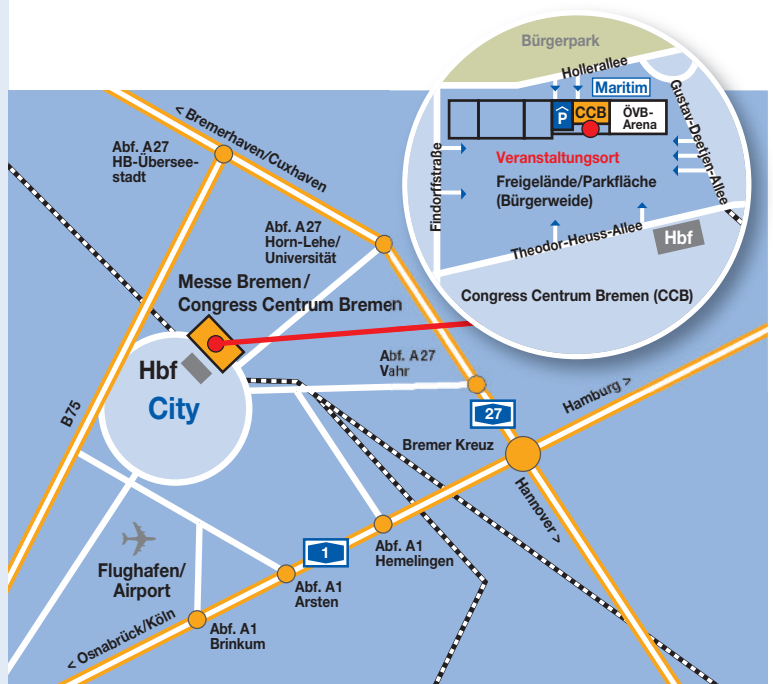 Bürgerpark
Hollerallee
Maritim
P
CCB
ÖVB-
Arena
Gustav-Deetjen-Allee
Findorffstraße
Veranstaltungsort
Freigelände/Parkfläche
(Bürgerweide)
Theodor-Heuss-Allee
Hbf
Congress Centrum Bremen (CCB)
< Bremerhaven/Cuxhaven
Abf. A27
HB-Übersee-
stadt
Abf. A27
Horn-Lehe/
Universität
Messe Bremen/
Congress Centrum Bremen
Abf. A27
Vahr
Hbf
City
B75
27
Hamburg >
Bremer Kreuz
Hannover >
1
Abf. A1
Hemelingen
Flughafen/
Airport
Abf. A1
Arsten
Abf. A1
Brinkum
< Osnabrück/Köln